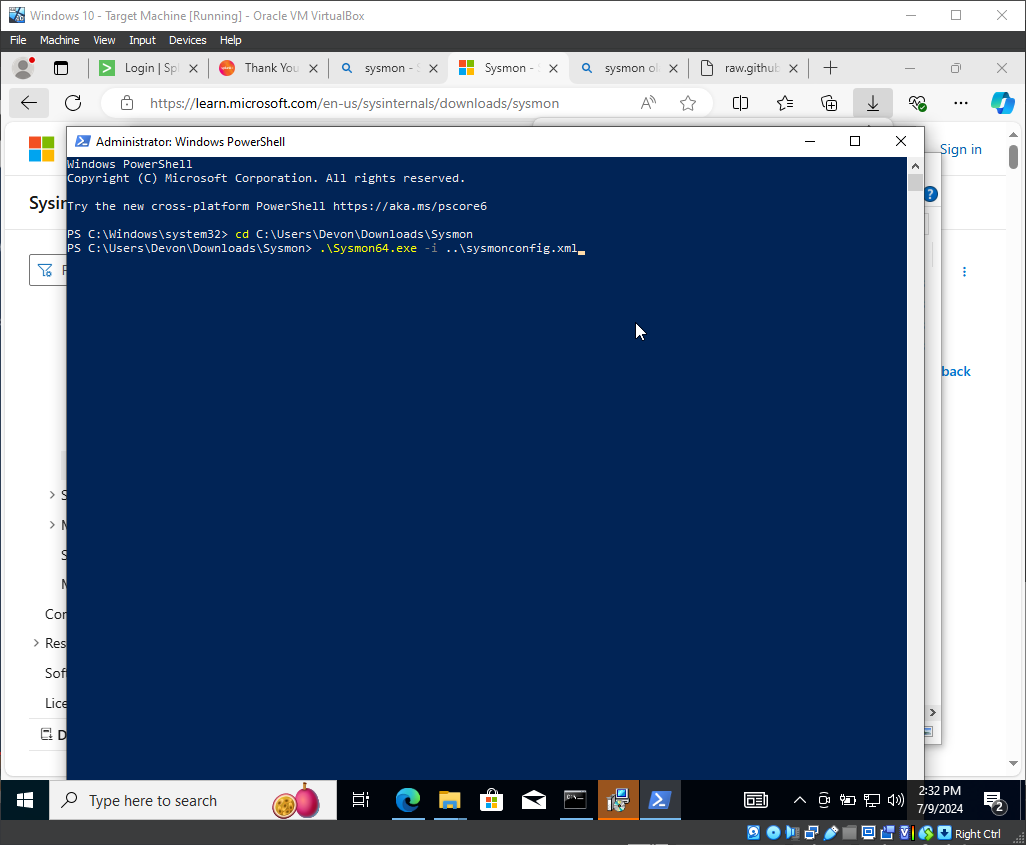 Windows 10 - Target Machine [Running] - Oracle VM VirtualBox
File Machine View Input Devices Help
Login | Spl
Thank You
sysmon - S
Sysmon - S
sysmon ol
raw.githul
https://learn.microsoft.com/en-us/sysinternals/downloads/sysmon
Administrator: Windows PowerShell
Sign in
Windows PowerShell
Copyright (C) Microsoft Corporation. All rights reserved.
Try the new cross-platform PowerShell https://aka.ms/pscore6
Sysin
PS C:\Windows\system32> cd C:\Users\Devon\Downloads\Sysmon
PS C:\Users\Devon\Downloads\Sysmon> .\Sysmon64.exe -i ..\sysmonconfig.xml
F
back
S
M
S
M
Cor
Res
Sof
Lice
D
Type here to search
2:32 PM
7/9/2024
2
Right Ctrl